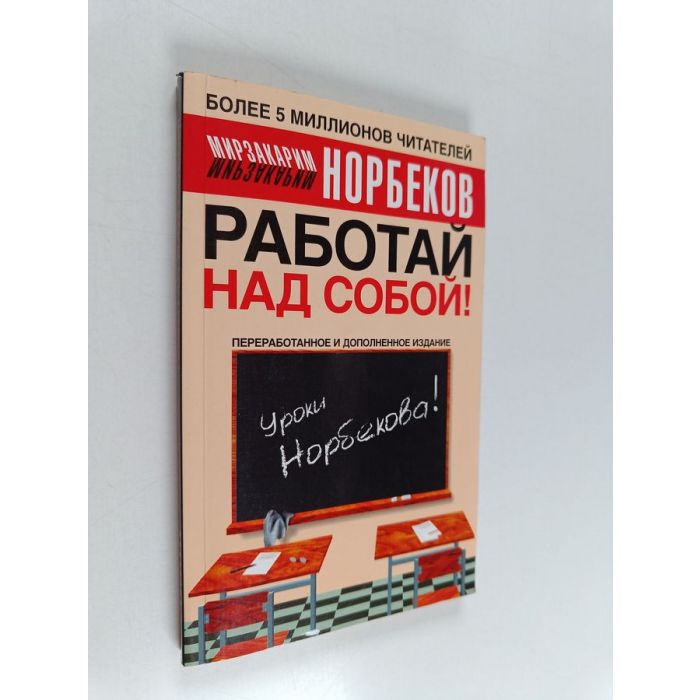 БОЛЕЕ 5 МИЛЛИОНОВ ЧИТАТЕЛЕЙ
МИРЗАКАРИМ
НОРБЕКОВ
РАБОТАЙ
НАД СОБОЙ!
ПЕРЕРАБОТАННОЕ И ДОПОЛНЕННОЕ ИЗДАНИЕ
Уроки
Норбекова!